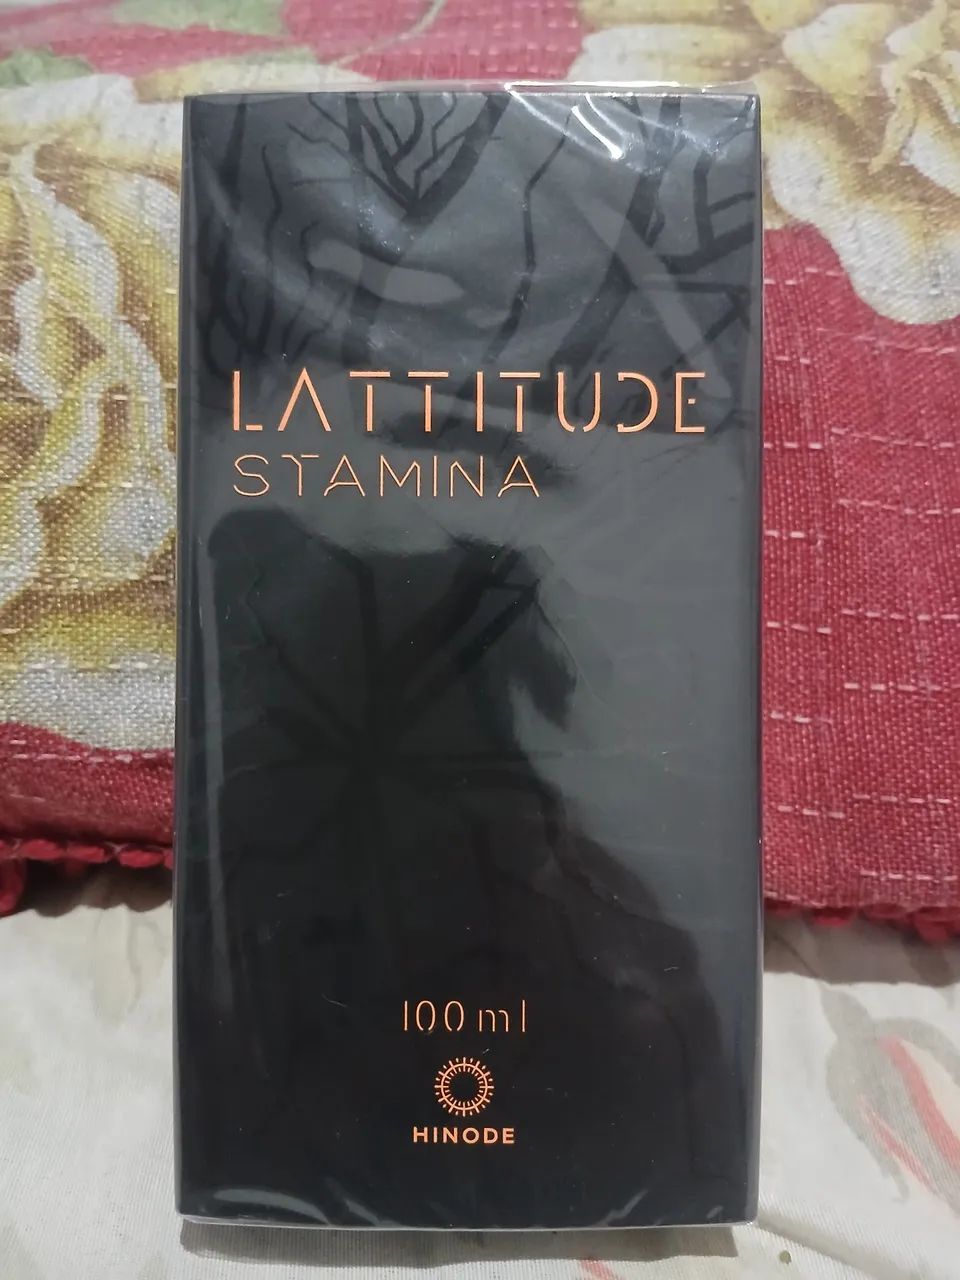 LATTITUDE
STAMINA
100 ml
HINODE